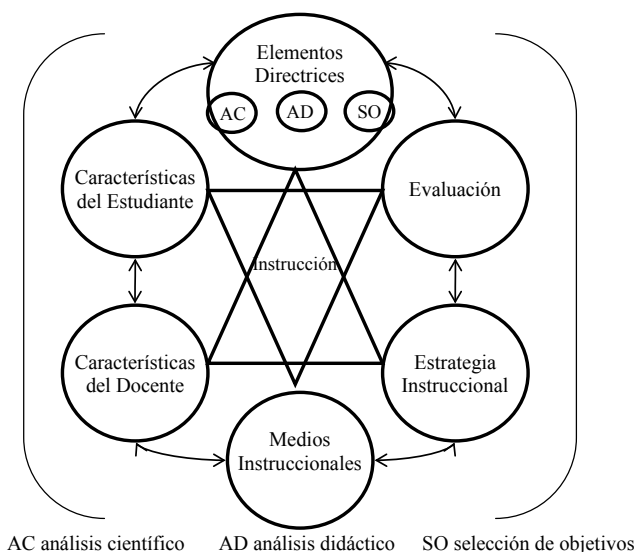 Elementos
Directrices
AC
AD
SO
Características
del Estudiante
Evaluación
Instrucción
Características
del Docente
Estrategia
Instruccional
Medios
Instruccionales
AC análisis científico AD análisis didáctico SO selección de objetivos